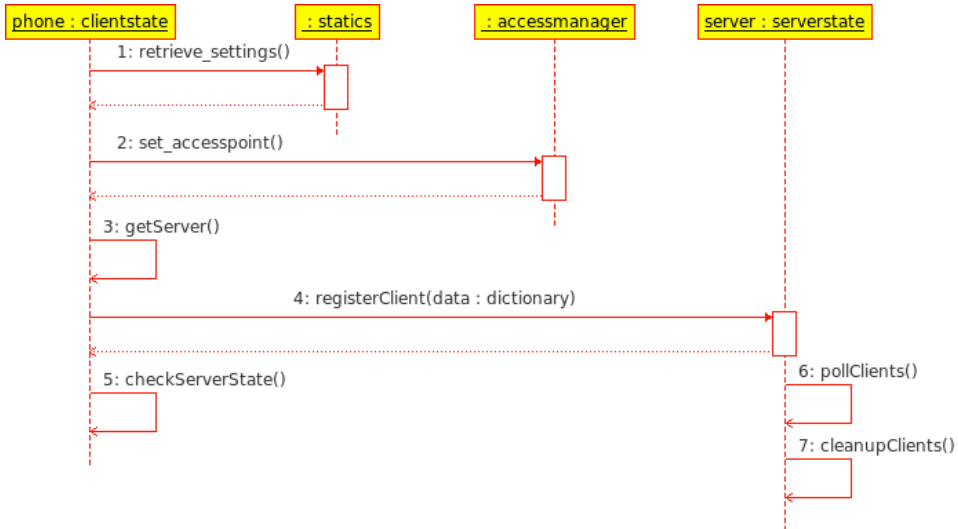 phone : clientstate
: statics
: accessmanager
server : serverstate
1: retrieve_settings()
2: set_accesspoint()
3: getServer()
4: registerClient(data : dictionary)
5: checkServerState()
6: pollClients()
7: cleanupClients()